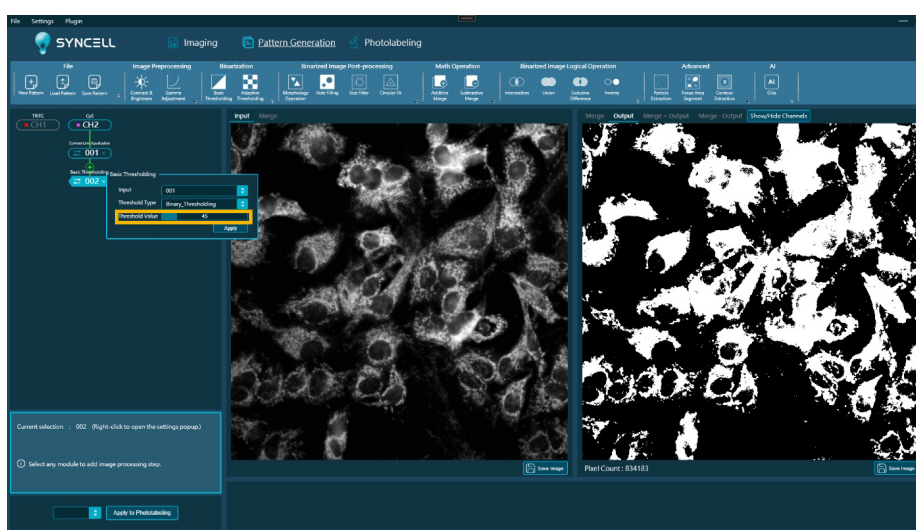 File Settings Plugin
SYNCELL Imaging Pattern Generation Photolabeling
File Image Preprocessing Binartzation Binarized Image Post-processing Math Operation Binarized Image Logical Operation Advanced AI
New Pattern Load Pattern Save Pattern Contrast & Brightness Gamma Adjustment Basic Thresholding Adaptive Thresholding Morphology Operation Hole Filling Size Filter Circular Fit Additive Merge Subtractive Merge Intersection Union Exclusive Difference Inverse Particle Extraction Focus Area Segment Contour Extraction AI
TRITC Cy5
CH1 CH2
001
Basic Thresholding
002
Basic Thresholding
Input 001
Threshold Type Binary_Thresholding
Threshold Value 45
Apply
Input Merge
Merge Output Merge + Output Merge - Output Show/Hide Channels
Current selection : 002 (Right-click to open the settings popup.)
Select any module to add image processing step.
Save Image
Pixel Count : 834183
Save Image
Apply to Photolabeling